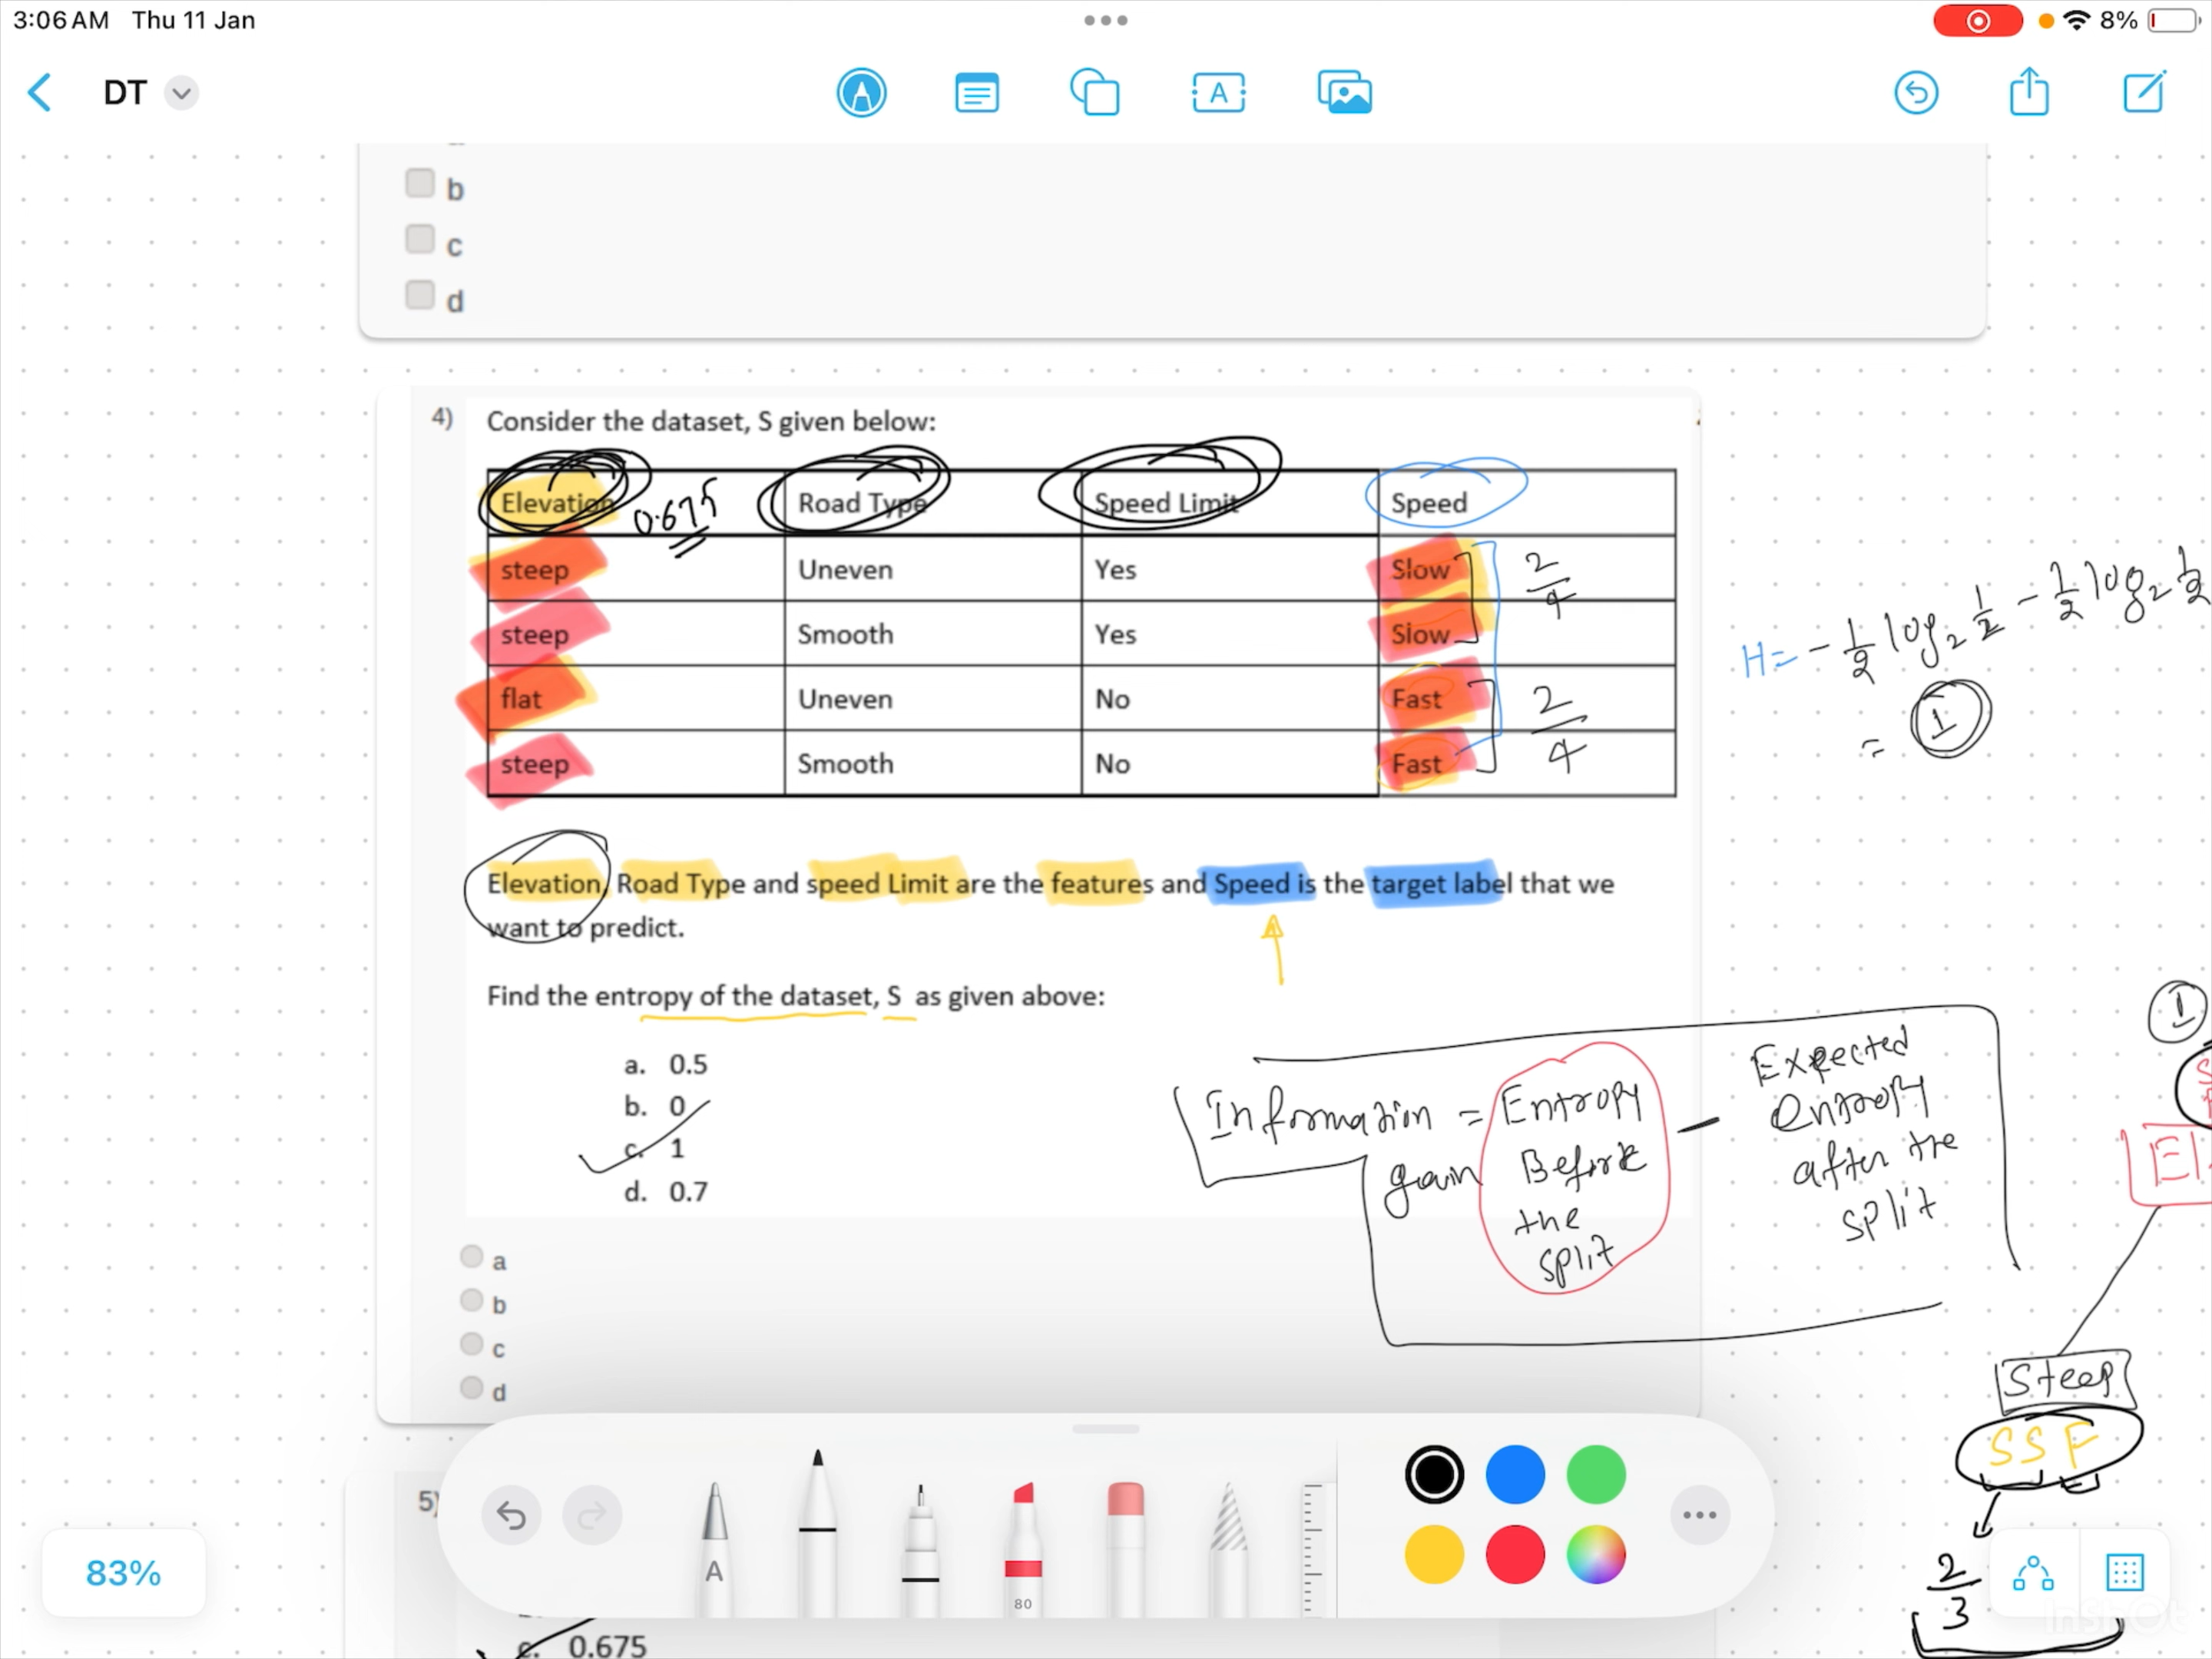 3:06 AM Thu 11 Jan
8%
DT
A
b
c
d
4) Consider the dataset, S given below:
Elevation 0.675 Road Type Speed Limit Speed
steep Uneven Yes Slow 2/4
steep Smooth Yes Slow
flat Uneven No Fast 2/4
steep Smooth No Fast
H = - 1/2 log2 1/2 - 1/2 log2 1/2
= 1
Elevation, Road Type and speed Limit are the features and Speed is the target label that we
want to predict.
Find the entropy of the dataset, S as given above:
a. 0.5
b. 0
c. 1
d. 0.7
Information gain = Entropy Before the split - Expected entropy after the split
1
El
Steep
SSF
2/3
a
b
c
d
5)
A
80
83%
c. 0.675
InShOt